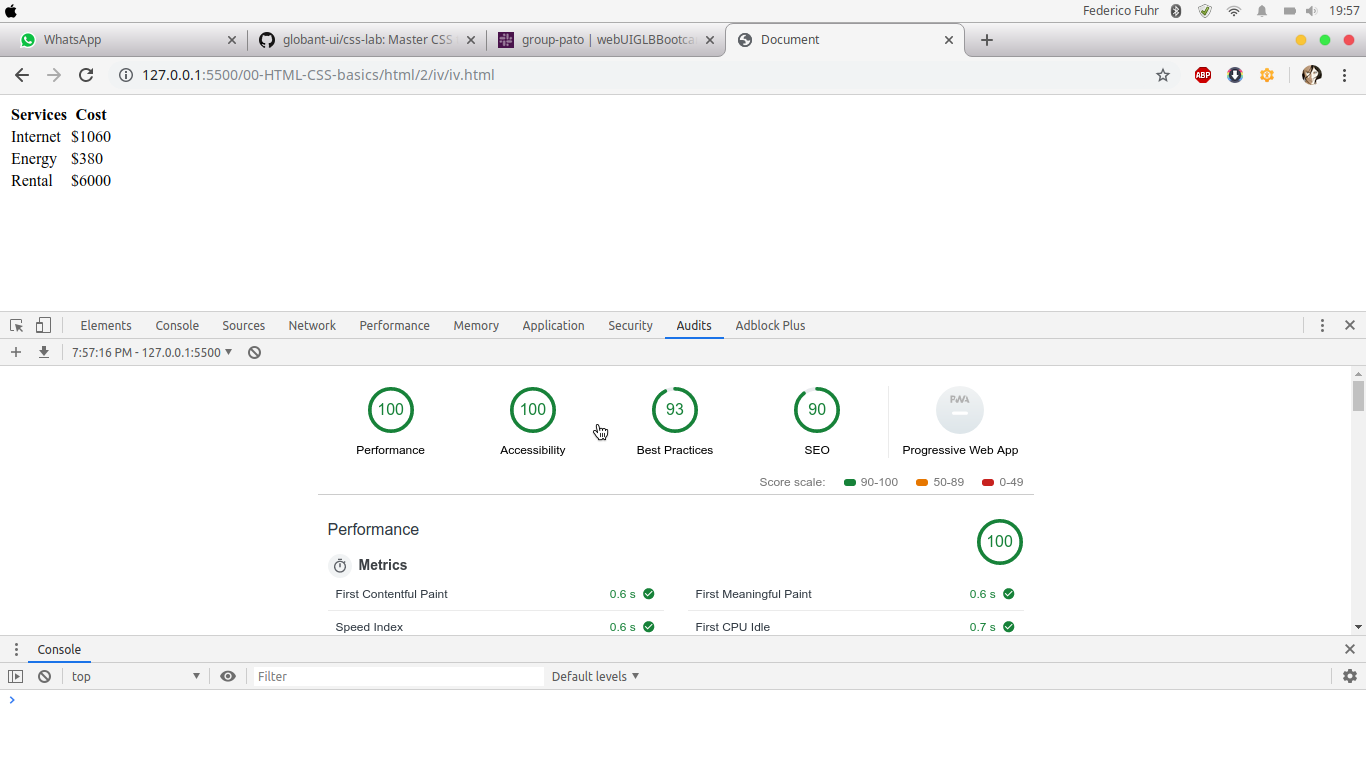 Federico Fuhr 19:57
WhatsApp globant-ui/css-lab: Master CSS group-pato | webUIGLBBootca Document
127.0.0.1:5500/00-HTML-CSS-basics/html/2/iv/iv.html ABP
Services Cost
Internet $1060
Energy $380
Rental $6000
Elements Console Sources Network Performance Memory Application Security Audits Adblock Plus
7:57:16 PM - 127.0.0.1:5500
100 100 93 90 PWA
Performance Accessibility Best Practices SEO Progressive Web App
Score scale: 90-100 50-89 0-49
Performance 100
Metrics
First Contentful Paint 0.6 s First Meaningful Paint 0.6 s
Speed Index 0.6 s First CPU Idle 0.7 s
Console
top Filter Default levels